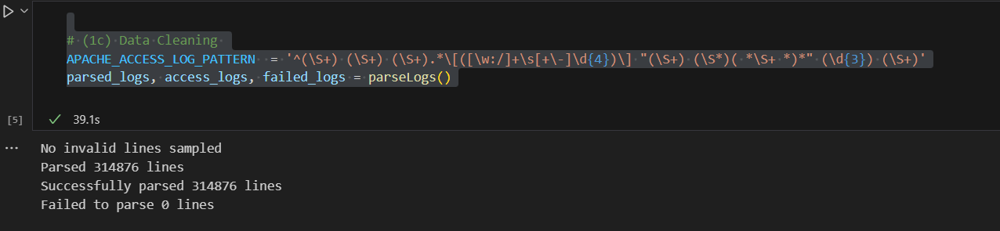 # (1c) Data Cleaning
APACHE_ACCESS_LOG_PATTERN  = '^(\S+) (\S+) (\S+).*\[([\w:/]+\s[+\-]\d{4})\] "(\S+) (\S*)( *\S+ *)*" (\d{3}) (\S+)'
parsed_logs, access_logs, failed_logs = parseLogs()
[5]
39.1s
... No invalid lines sampled
Parsed 314876 lines
Successfully parsed 314876 lines
Failed to parse 0 lines